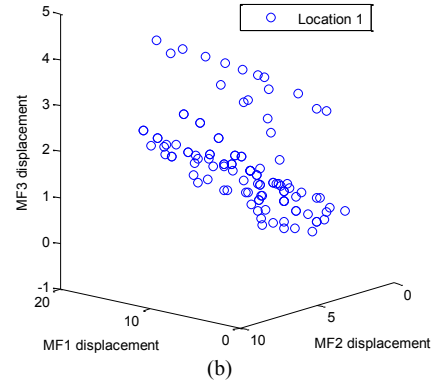 Location 1
5
4
3
2
1
0
-1
MF3 displacement
20
10
0
MF1 displacement
10
5
0
MF2 displacement
(b)